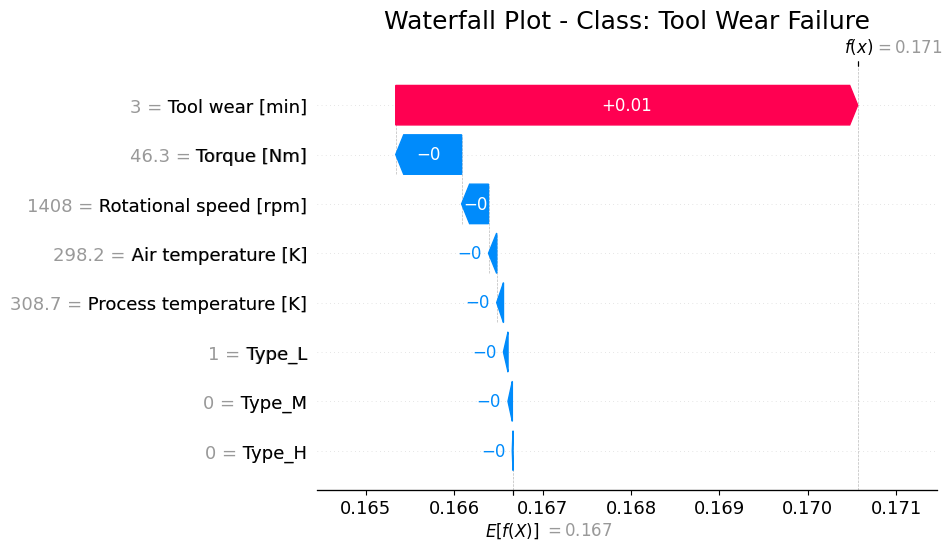 Waterfall Plot - Class: Tool Wear Failure
f(x) = 0.171
3 = Tool wear [min] +0.01
46.3 = Torque [Nm] −0
1408 = Rotational speed [rpm] −0
298.2 = Air temperature [K] −0
308.7 = Process temperature [K] −0
1 = Type_L −0
0 = Type_M −0
0 = Type_H −0
0.165 0.166 0.167 0.168 0.169 0.170 0.171
E[f(X)] = 0.167